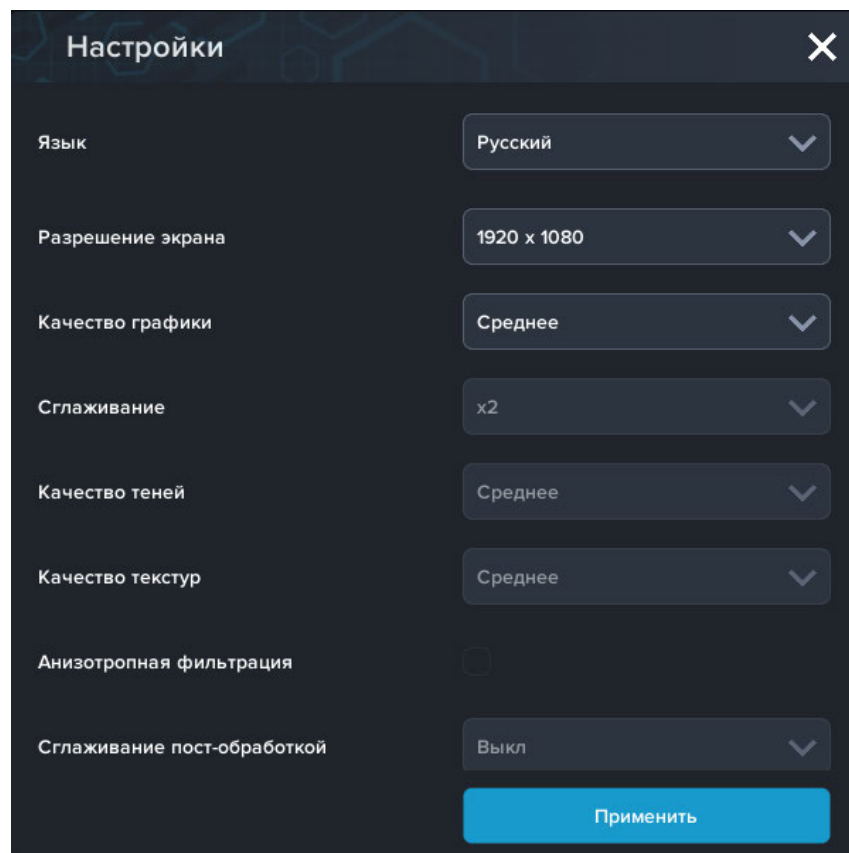 Настройки
Язык Русский
Разрешение экрана 1920 x 1080
Качество графики Среднее
Сглаживание x2
Качество теней Среднее
Качество текстур Среднее
Анизотропная фильтрация
Сглаживание пост-обработкой Выкл
Применить